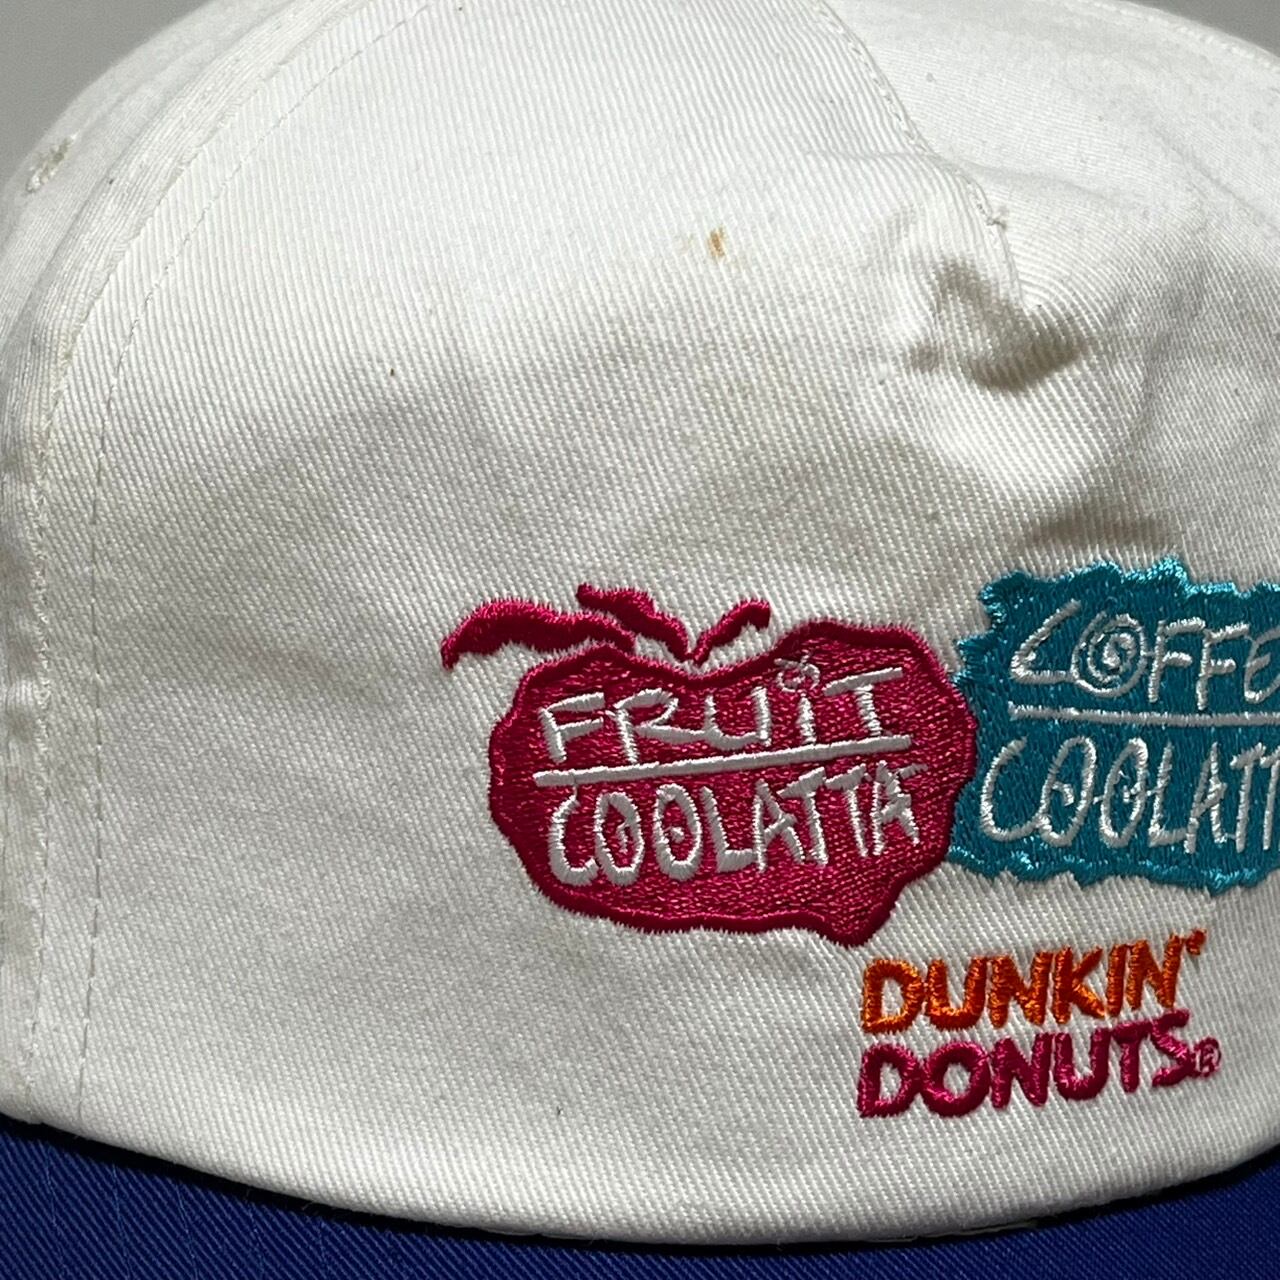 FRUiT
COOLATTA
COFFE
COOLATT
DUNKIN'
DONUTS®